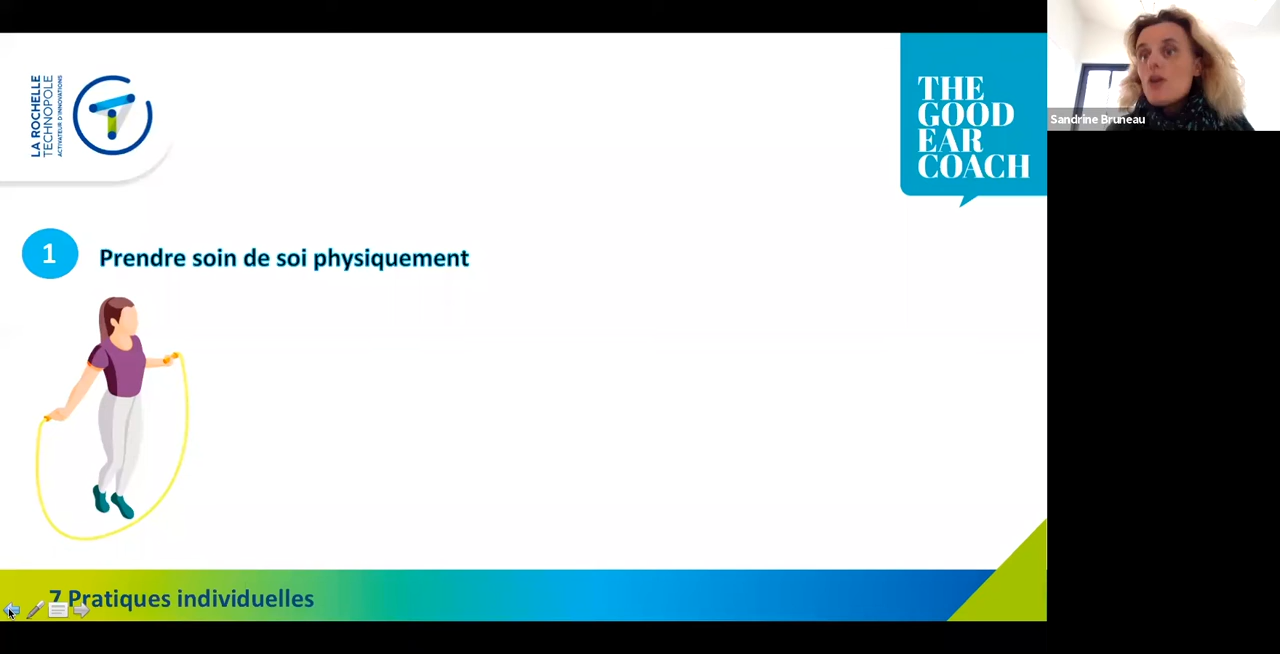 LA ROCHELLE
TECHNOPOLE
ACTIVATEUR D'INNOVATIONS
THE
GOOD
EAR
COACH
Sandrine Bruneau
1
Prendre soin de soi physiquement
7 Pratiques individuelles